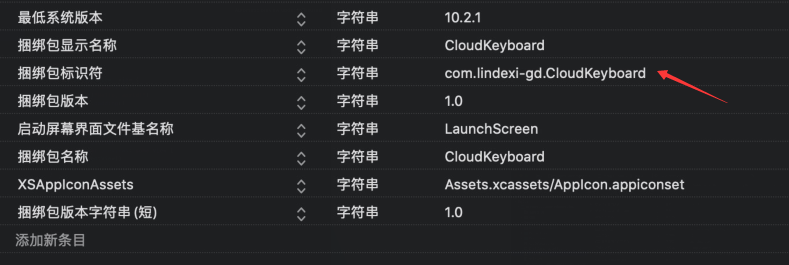 最低系统版本 字符串 10.2.1
捆绑包显示名称 字符串 CloudKeyboard
捆绑包标识符 字符串 com.lindexi-gd.CloudKeyboard
捆绑包版本 字符串 1.0
启动屏幕界面文件基名称 字符串 LaunchScreen
捆绑包名称 字符串 CloudKeyboard
XSAppIconAssets 字符串 Assets.xcassets/AppIcon.appiconset
捆绑包版本字符串 (短) 字符串 1.0
添加新条目